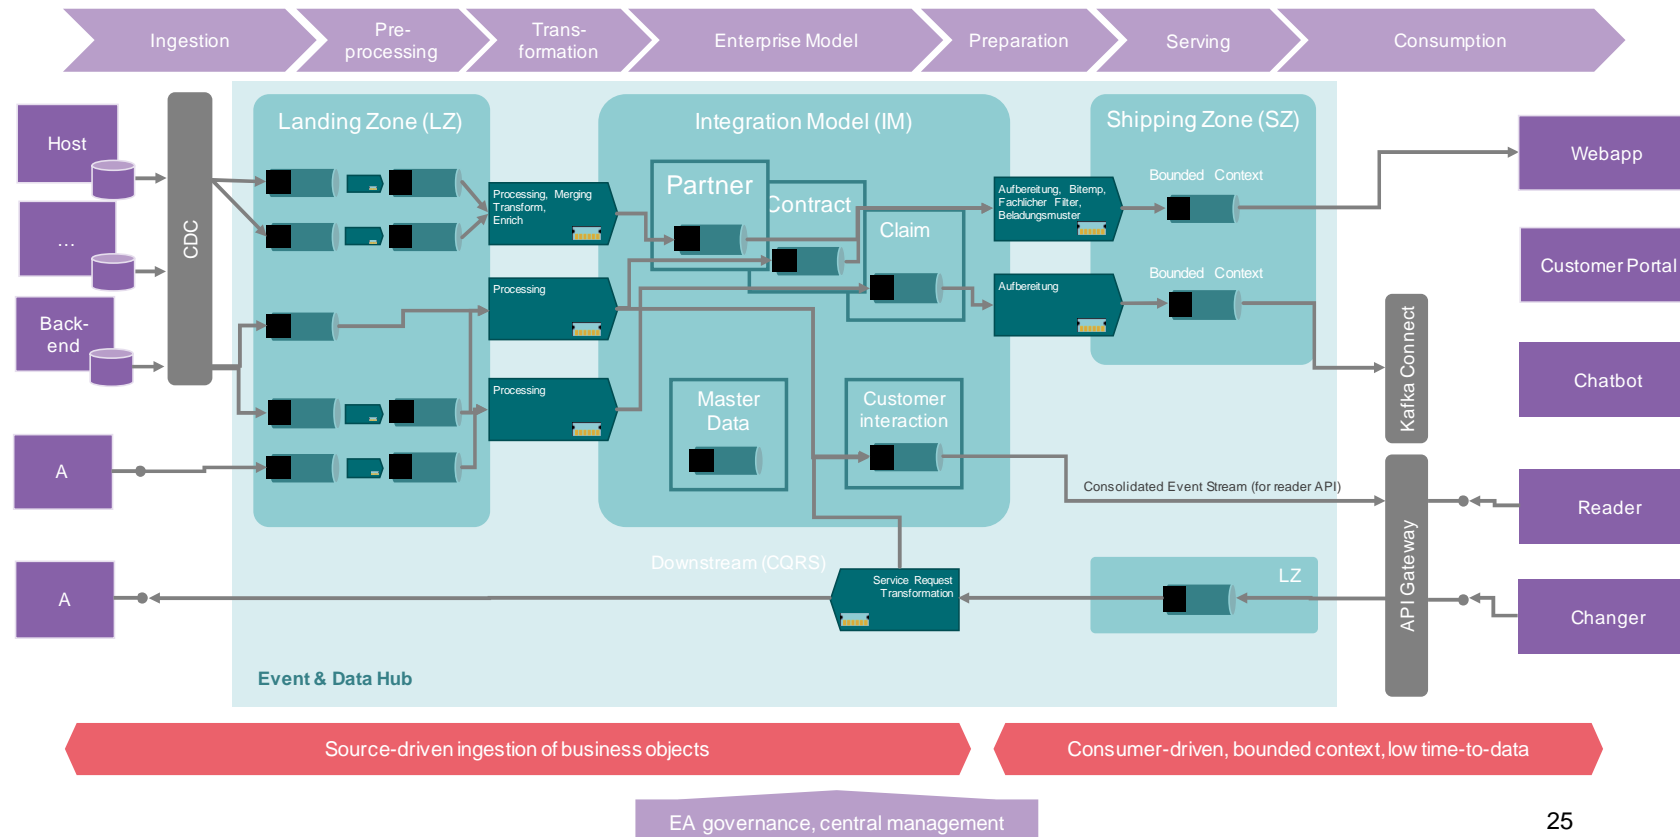 Ingestion
Pre-
processing
Trans-
formation
Enterprise Model
Preparation
Serving
Consumption
Host
...
Back-
end
A
A
CDC
Landing Zone (LZ)
Processing, Merging
Transform,
Enrich
Processing
Processing
Integration Model (IM)
Partner
Contract
Claim
Master
Data
Customer
interaction
Aufbereitung, Bitemp,
Fachlicher Filter,
Beladungsmuster
Aufbereitung
Shipping Zone (SZ)
Bounded Context
Bounded Context
Consolidated Event Stream (for reader API)
Downstream (CQRS)
Service Request
Transformation
LZ
Event & Data Hub
Kafka Connect
API Gateway
Webapp
Customer Portal
Chatbot
Reader
Changer
Source-driven ingestion of business objects
Consumer-driven, bounded context, low time-to-data
EA governance, central management
25